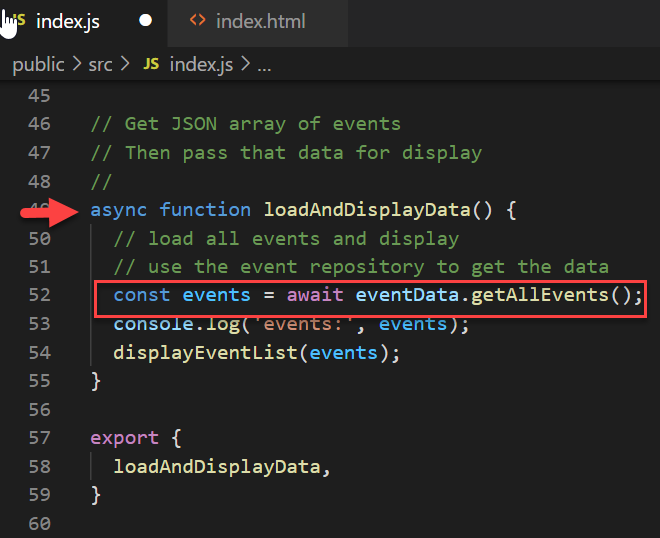 JS index.js ● <> index.html
public > src > JS index.js > ...
45
46 // Get JSON array of events
47 // Then pass that data for display
48 //
async function loadAndDisplayData() {
50 // load all events and display
51 // use the event repository to get the data
52 const events = await eventData.getAllEvents();
53 console.log('events:', events);
54 displayEventList(events);
55 }
56
57 export {
58 loadAndDisplayData,
59 }
60